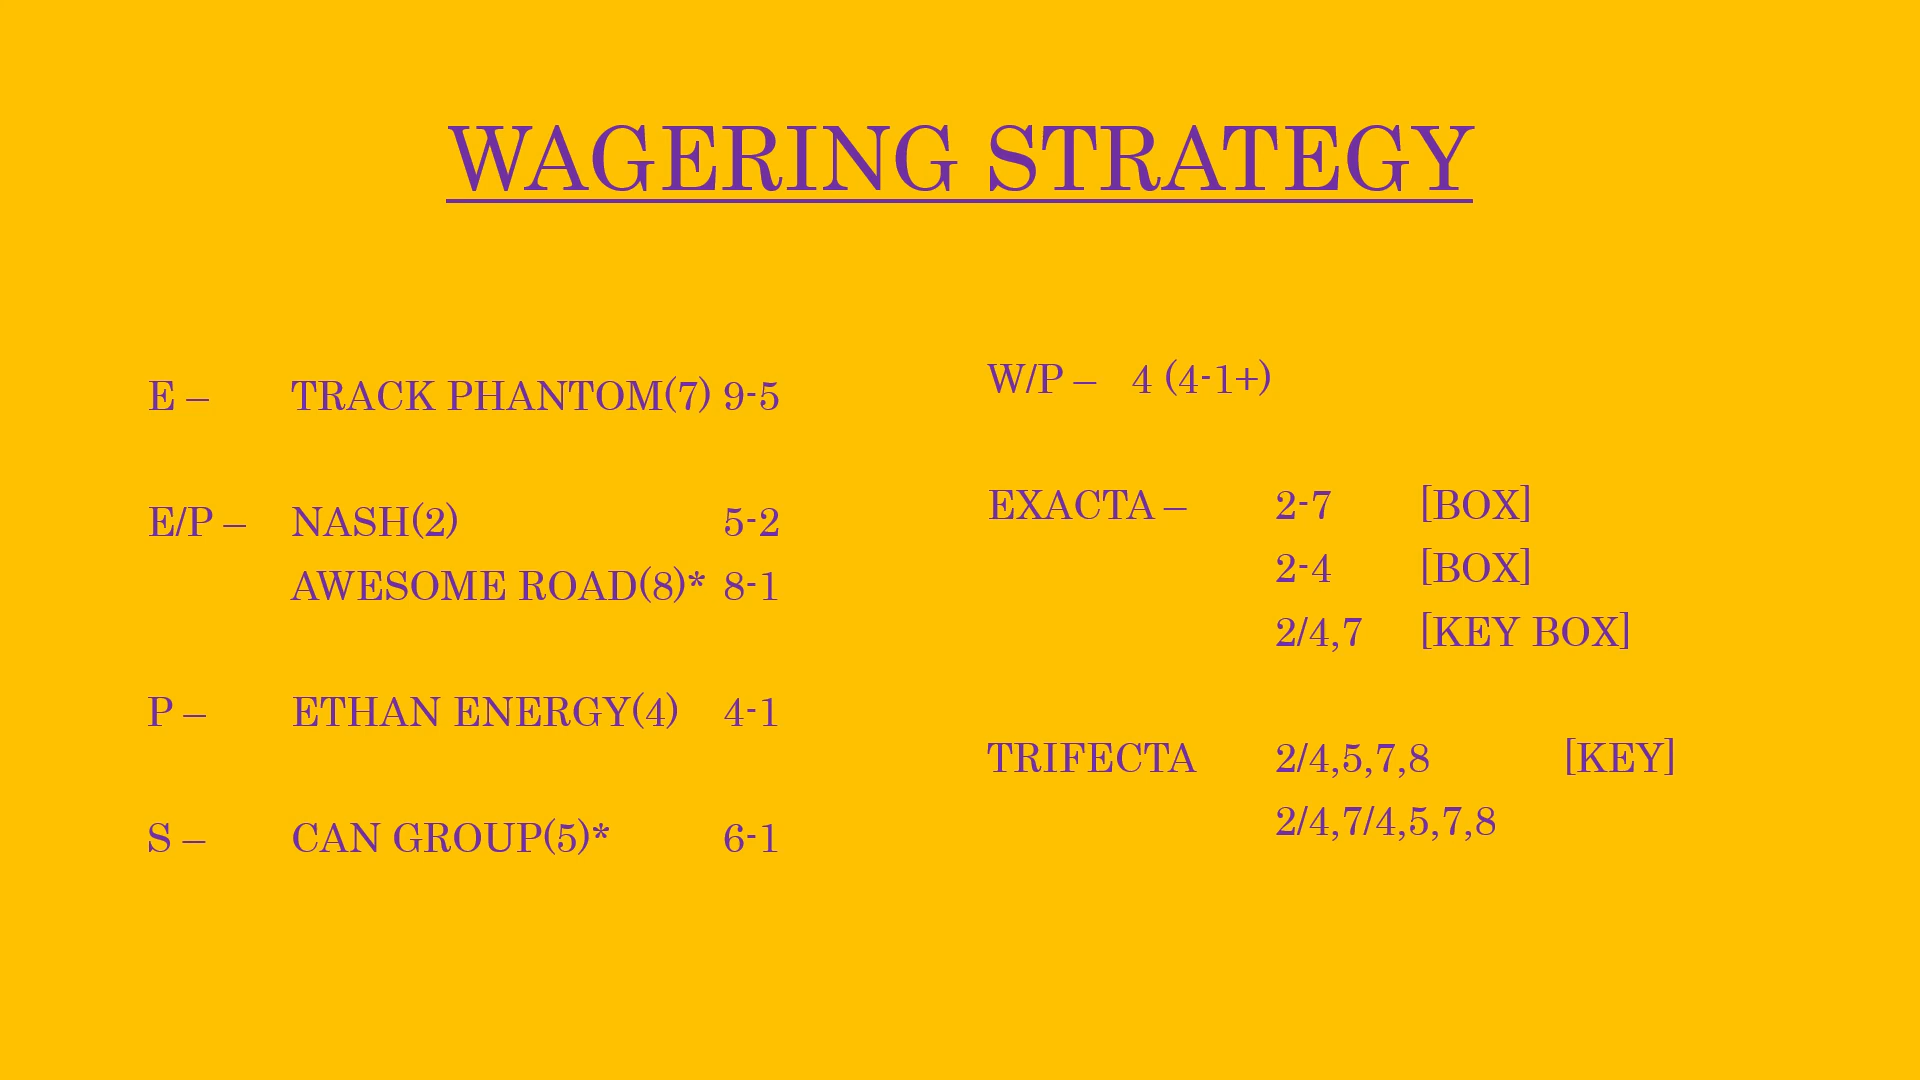 WAGERING STRATEGY
E – TRACK PHANTOM(7) 9-5
E/P – NASH(2) 5-2
AWESOME ROAD(8)* 8-1
P – ETHAN ENERGY(4) 4-1
S – CAN GROUP(5)* 6-1
W/P – 4 (4-1+)
EXACTA – 2-7 [BOX]
2-4 [BOX]
2/4,7 [KEY BOX]
TRIFECTA 2/4,5,7,8 [KEY]
2/4,7/4,5,7,8